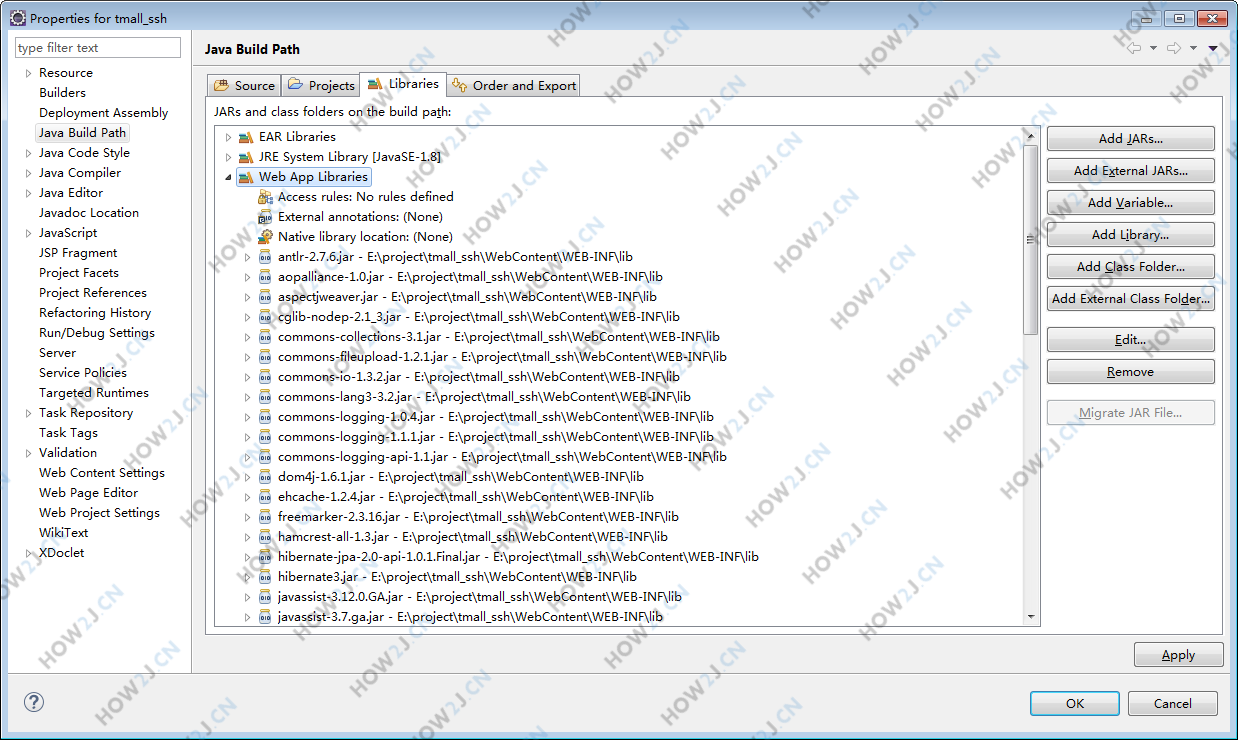 Properties for tmall_ssh
type filter text
Resource
Builders
Deployment Assembly
Java Build Path
Java Code Style
Java Compiler
Java Editor
Javadoc Location
JavaScript
JSP Fragment
Project Facets
Project References
Refactoring History
Run/Debug Settings
Server
Service Policies
Targeted Runtimes
Task Repository
Task Tags
Validation
Web Content Settings
Web Page Editor
Web Project Settings
WikiText
XDoclet
Java Build Path
Source Projects Libraries Order and Export
JARs and class folders on the build path:
EAR Libraries
JRE System Library [JavaSE-1.8]
Web App Libraries
Access rules: No rules defined
External annotations: (None)
Native library location: (None)
antlr-2.7.6.jar - E:\project\tmall_ssh\WebContent\WEB-INF\lib
aopalliance-1.0.jar - E:\project\tmall_ssh\WebContent\WEB-INF\lib
aspectjweaver.jar - E:\project\tmall_ssh\WebContent\WEB-INF\lib
cglib-nodep-2.1_3.jar - E:\project\tmall_ssh\WebContent\WEB-INF\lib
commons-collections-3.1.jar - E:\project\tmall_ssh\WebContent\WEB-INF\lib
commons-fileupload-1.2.1.jar - E:\project\tmall_ssh\WebContent\WEB-INF\lib
commons-io-1.3.2.jar - E:\project\tmall_ssh\WebContent\WEB-INF\lib
commons-lang3-3.2.jar - E:\project\tmall_ssh\WebContent\WEB-INF\lib
commons-logging-1.0.4.jar - E:\project\tmall_ssh\WebContent\WEB-INF\lib
commons-logging-1.1.1.jar - E:\project\tmall_ssh\WebContent\WEB-INF\lib
commons-logging-api-1.1.jar - E:\project\tmall_ssh\WebContent\WEB-INF\lib
dom4j-1.6.1.jar - E:\project\tmall_ssh\WebContent\WEB-INF\lib
ehcache-1.2.4.jar - E:\project\tmall_ssh\WebContent\WEB-INF\lib
freemarker-2.3.16.jar - E:\project\tmall_ssh\WebContent\WEB-INF\lib
hamcrest-all-1.3.jar - E:\project\tmall_ssh\WebContent\WEB-INF\lib
hibernate-jpa-2.0-api-1.0.1.Final.jar - E:\project\tmall_ssh\WebContent\WEB-INF\lib
hibernate3.jar - E:\project\tmall_ssh\WebContent\WEB-INF\lib
javassist-3.12.0.GA.jar - E:\project\tmall_ssh\WebContent\WEB-INF\lib
javassist-3.7.ga.jar - E:\project\tmall_ssh\WebContent\WEB-INF\lib
Add JARs...
Add External JARs...
Add Variable...
Add Library...
Add Class Folder...
Add External Class Folder...
Edit...
Remove
Migrate JAR File...
Apply
OK Cancel
HOW2J.CN